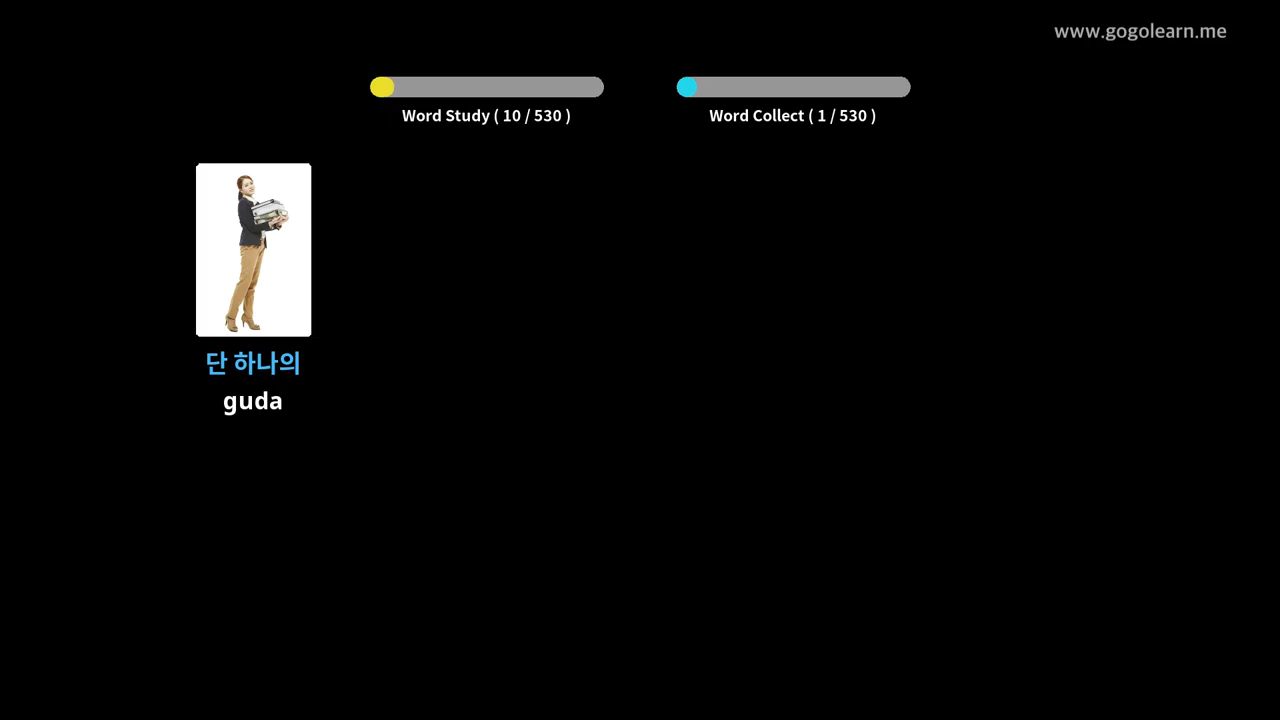 www.gogolearn.me
Word Study ( 10 / 530 )
Word Collect ( 1 / 530 )
단 하나의
guda